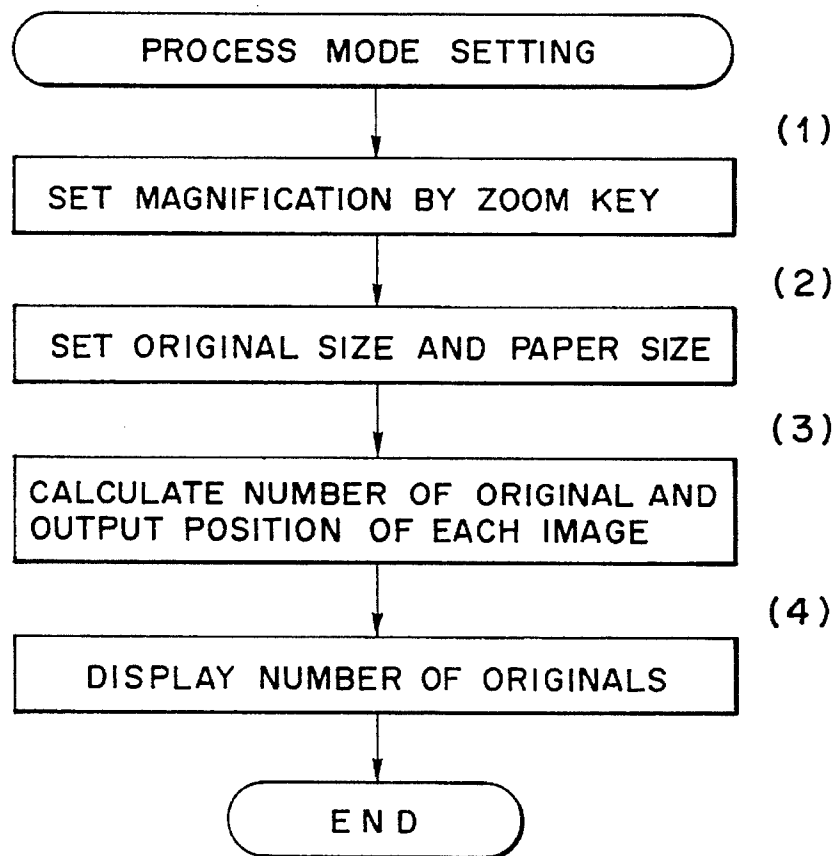 PROCESS MODE SETTING
(1)
SET MAGNIFICATION BY ZOOM KEY
(2)
SET ORIGINAL SIZE AND PAPER SIZE
(3)
CALCULATE NUMBER OF ORIGINAL AND
OUTPUT POSITION OF EACH IMAGE
(4)
DISPLAY NUMBER OF ORIGINALS
END